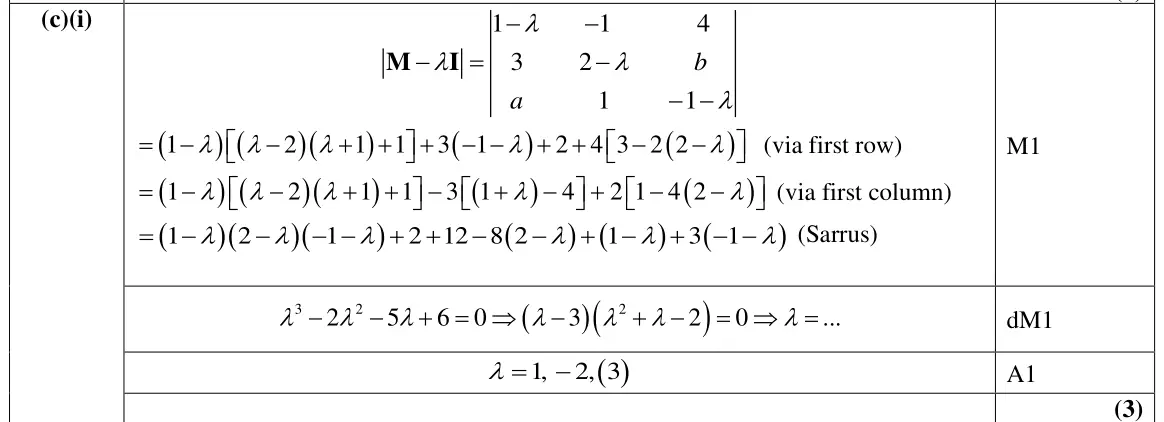 (c)(i)
|M − λI| = | 1−λ −1 4 |
| 3 2−λ b |
| a 1 −1−λ |
= (1−λ)[(λ−2)(λ+1)+1]+3(−1−λ)+2+4[3−2(2−λ)] (via first row) M1
= (1−λ)[(λ−2)(λ+1)+1]−3[(1+λ)−4]+2[1−4(2−λ)] (via first column)
= (1−λ)(2−λ)(−1−λ)+2+12−8(2−λ)+(1−λ)+3(−1−λ) (Sarrus)
λ³−2λ²−5λ+6=0⇒(λ−3)(λ²+λ−2)=0⇒λ=... dM1
λ=1, −2,(3) A1
(3)